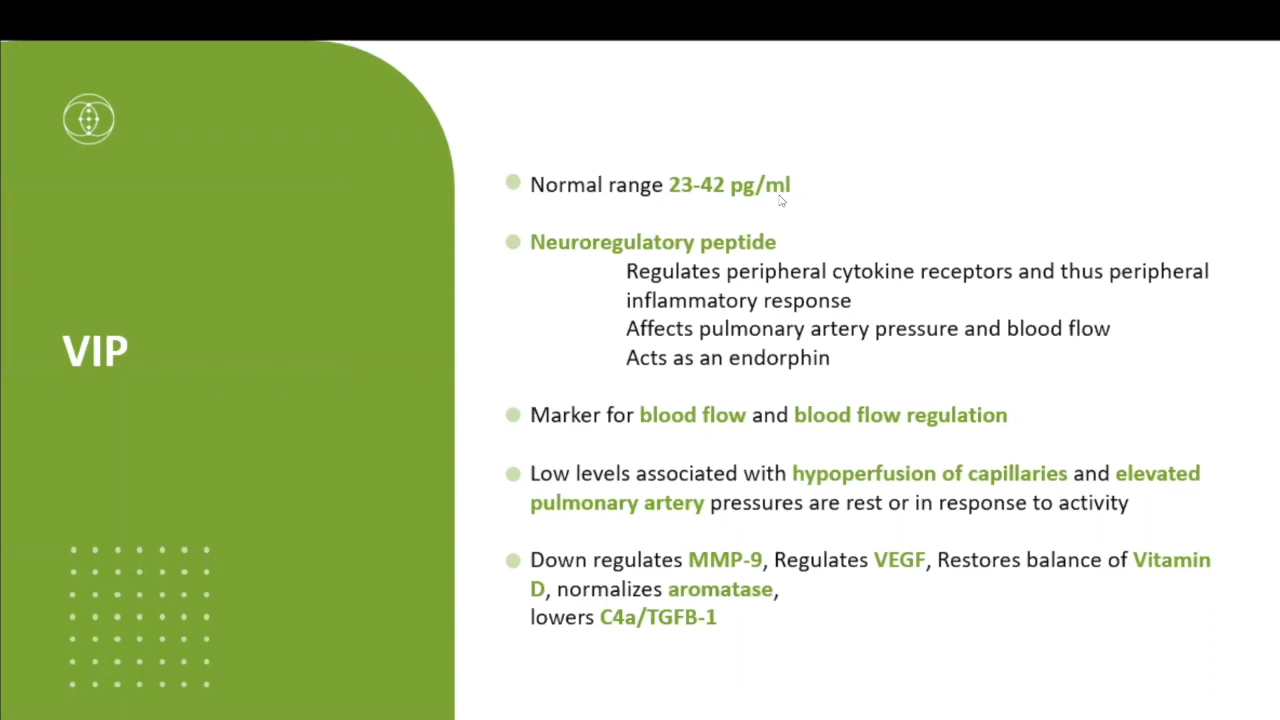 VIP
Normal range 23-42 pg/ml
Neuroregulatory peptide
Regulates peripheral cytokine receptors and thus peripheral
inflammatory response
Affects pulmonary artery pressure and blood flow
Acts as an endorphin
Marker for blood flow and blood flow regulation
Low levels associated with hypoperfusion of capillaries and elevated
pulmonary artery pressures are rest or in response to activity
Down regulates MMP-9, Regulates VEGF, Restores balance of Vitamin
D, normalizes aromatase,
lowers C4a/TGFB-1